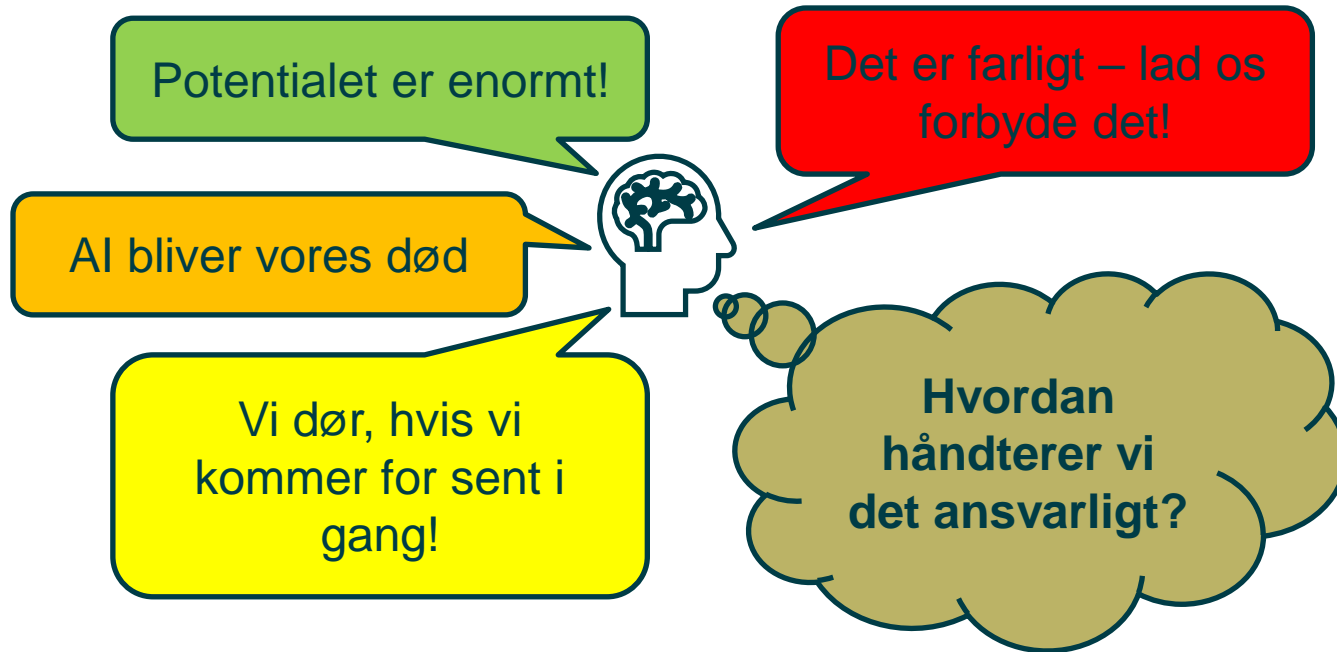 Potentialet er enormt!
Det er farligt – lad os
forbyde det!
AI bliver vores død
Vi dør, hvis vi
kommer for sent i
gang!
Hvordan
håndterer vi
det ansvarligt?